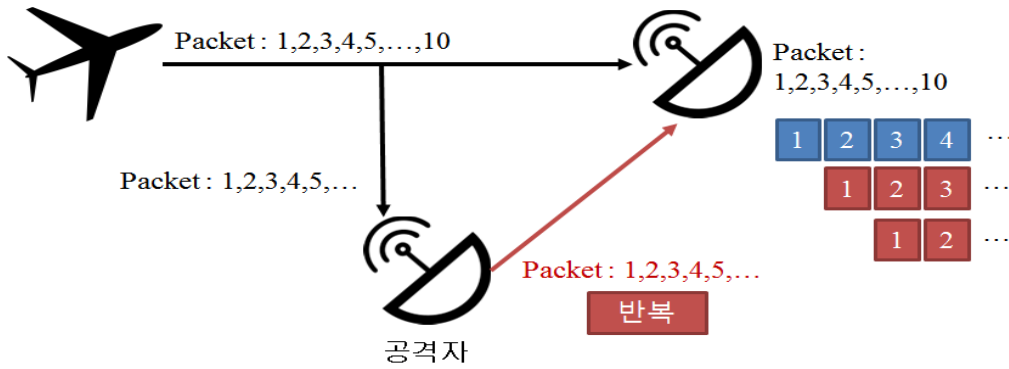 Packet : 1,2,3,4,5,…,10
Packet :
1,2,3,4,5,…,10
1 2 3 4 …
1 2 3 …
1 2 …
Packet : 1,2,3,4,5,…
Packet : 1,2,3,4,5,…
반복
공격자